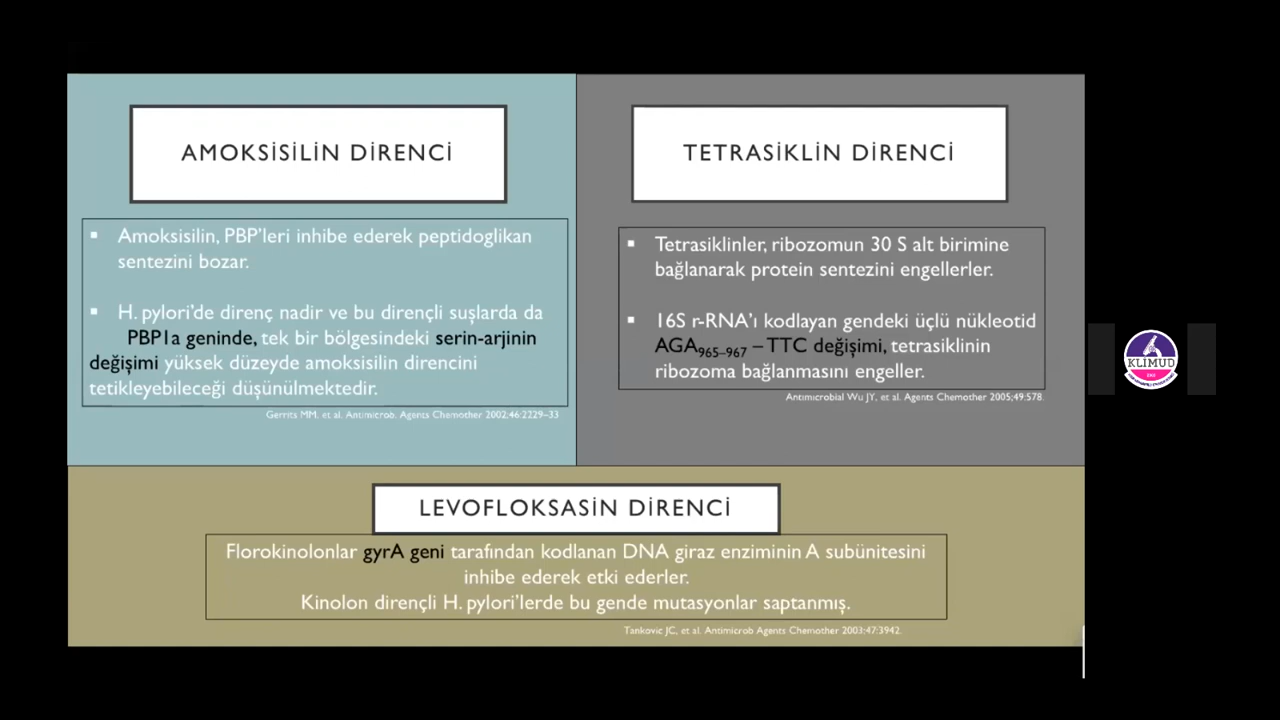 AMOKSİSİLİN DİRENCİ
▪ Amoksisilin, PBP'leri inhibe ederek peptidoglikan
sentezini bozar.
▪ H. pylori'de direnç nadir ve bu dirençli suşlarda da
PBP1a geninde, tek bir bölgesindeki serin-arjinin
değişimi yüksek düzeyde amoksisilin direncini
tetikleyebileceği düşünülmektedir.
Gerrits MM, et al. Antimicrob. Agents Chemother 2002;46:2229–33
TETRASİKLİN DİRENCİ
▪ Tetrasiklinler, ribozomun 30 S alt birimine
bağlanarak protein sentezini engellerler.
▪ 16S r-RNA'ı kodlayan gendeki üçlü nükleotid
AGA965–967 – TTC değişimi, tetrasiklinin
ribozoma bağlanmasını engeller.
Antimicrobial Wu JY, et al. Agents Chemother 2005;49:578.
LEVOFLOKSASİN DİRENCİ
Florokinolonlar gyrA geni tarafından kodlanan DNA giraz enziminin A subünitesini
inhibe ederek etki ederler.
Kinolon dirençli H. pylori'lerde bu gende mutasyonlar saptanmış.
Tankovic JC, et al. Antimicrob Agents Chemother 2003;47:3942.
KLİMUD